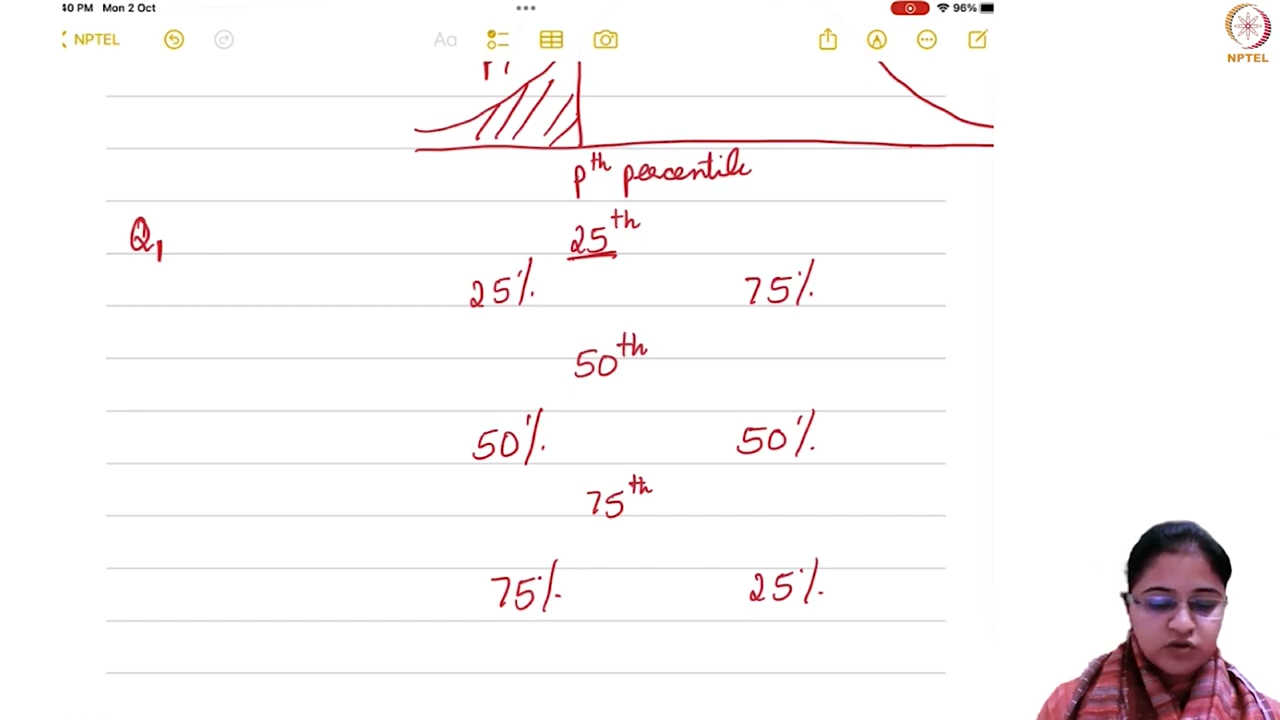 40 PM Mon 2 Oct
96%
NPTEL
Aa
NPTEL
pth percentile
Q1 25th
25% 75%
50th
50% 50%
75th
75% 25%